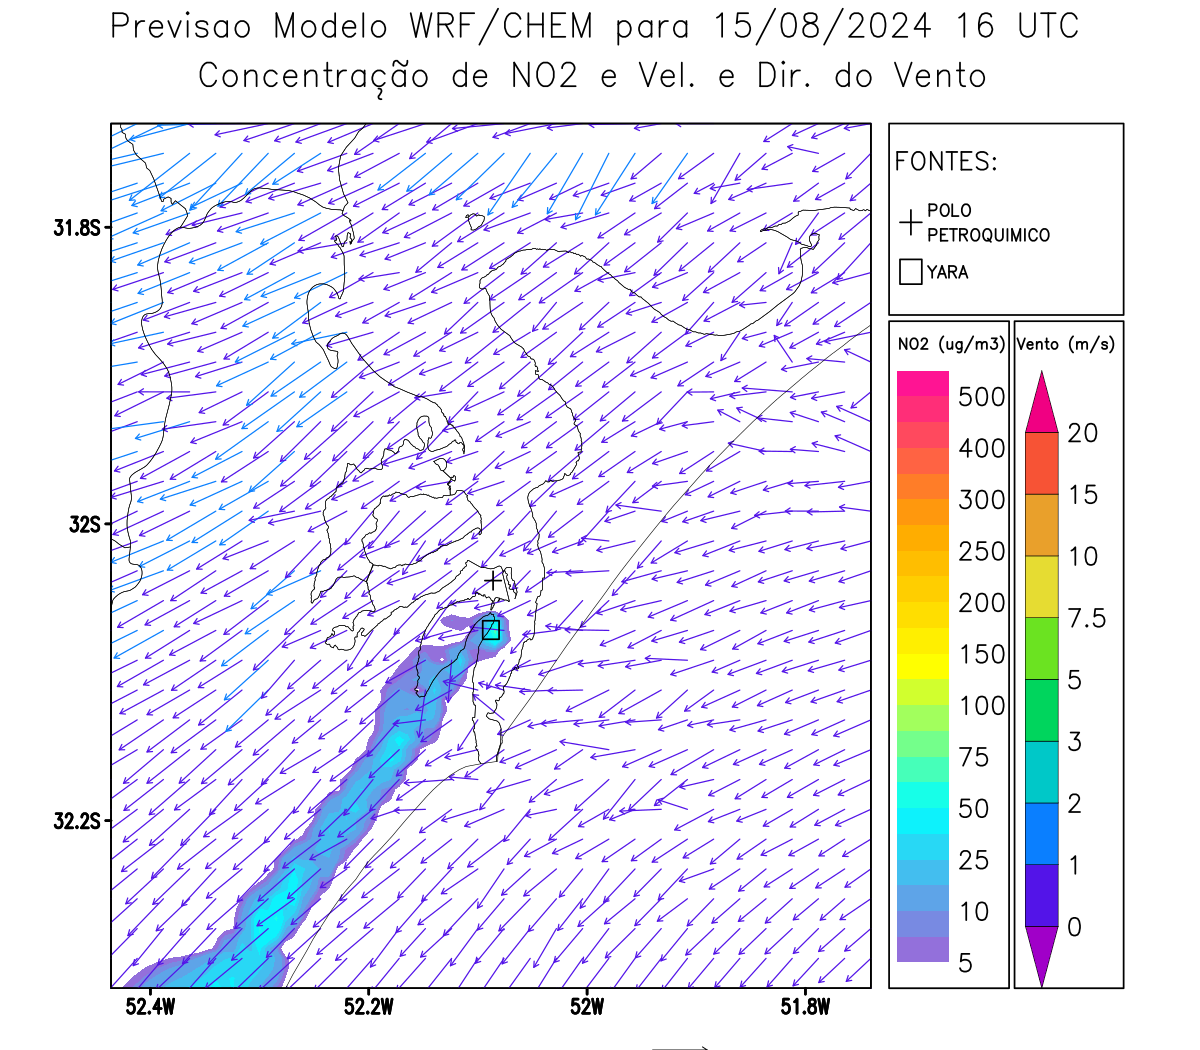 Previsao Modelo WRF/CHEM para 15/08/2024 16 UTC
Concentração de NO2 e Vel. e Dir. do Vento
FONTES:
POLO
PETROQUIMICO
YARA
NO2 (ug/m3)
500
400
300
250
200
150
100
75
50
25
10
5
Vento (m/s)
20
15
10
7.5
5
3
2
1
0
31.8S
32S
32.2S
52.4W
52.2W
52W
51.8W